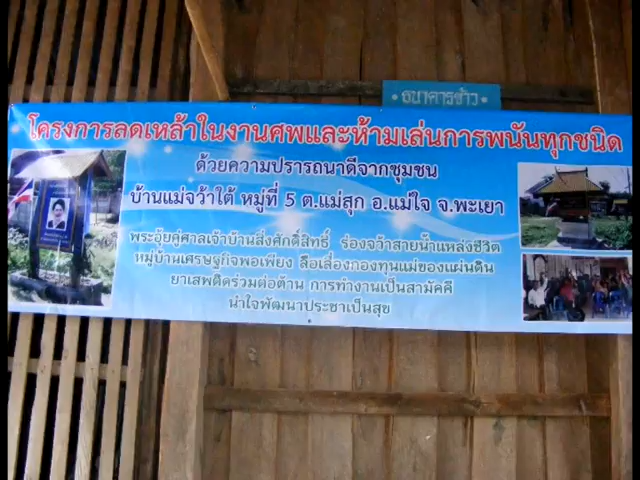 ธนาคารข้าว
โครงการลดเหล้าในงานศพและห้ามเล่นการพนันทุกชนิด
ด้วยความปรารถนาดีจากชุมชน
บ้านแม่จว้าใต้ หมู่ที่ 5 ต.แม่สุก อ.แม่ใจ จ.พะเยา
พระอุ้ยคู่ศาลเจ้าบ้านสิ่งศักดิ์สิทธิ์ ร่องจว้าสายน้ำแหล่งชีวิต
หมู่บ้านเศรษฐกิจพอเพียง ลือเลื่องกองทุนแม่ของแผ่นดิน
ยาเสพติดร่วมต่อต้าน การทำงานเป็นสามัคคี
นำใจพัฒนาประชาเป็นสุข